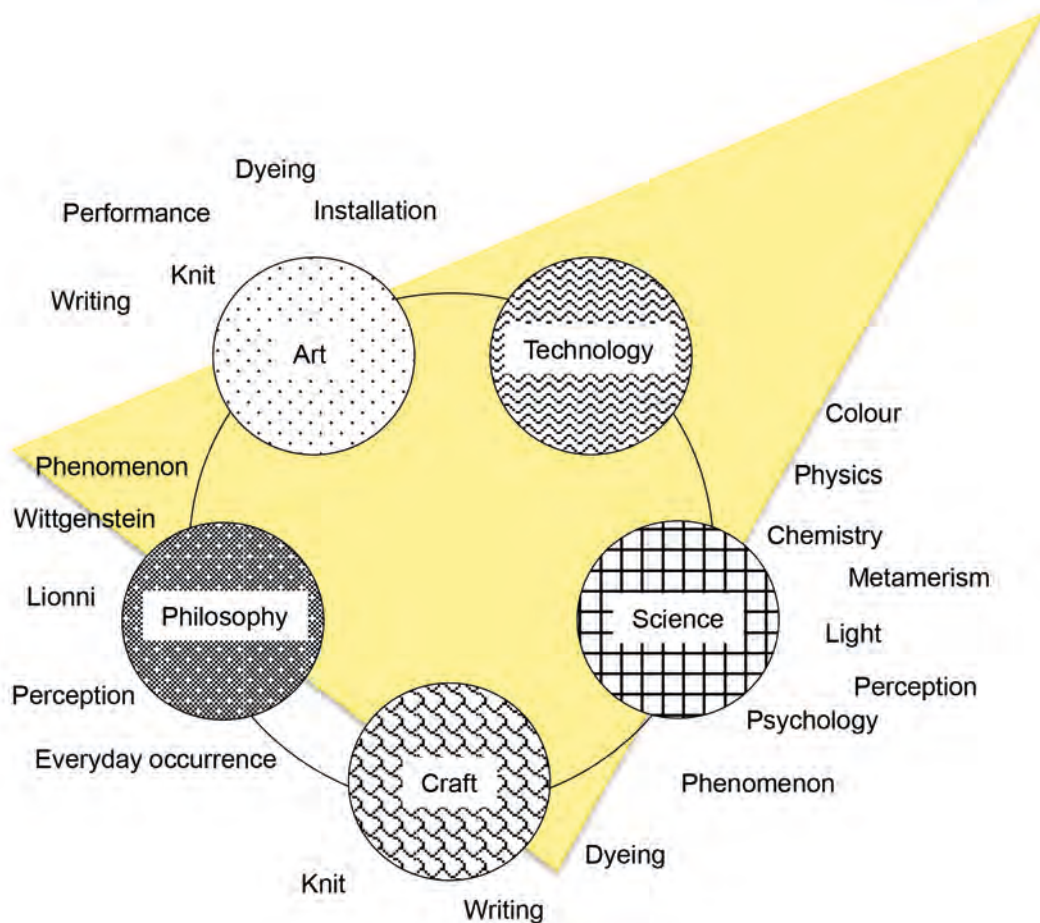 Dyeing
Performance
Installation
Knit
Writing
Art
Technology
Colour
Phenomenon
Physics
Wittgenstein
Chemistry
Metamerism
Lionni
Philosophy
Science
Light
Perception
Perception
Psychology
Everyday occurrence
Craft
Phenomenon
Dyeing
Knit
Writing